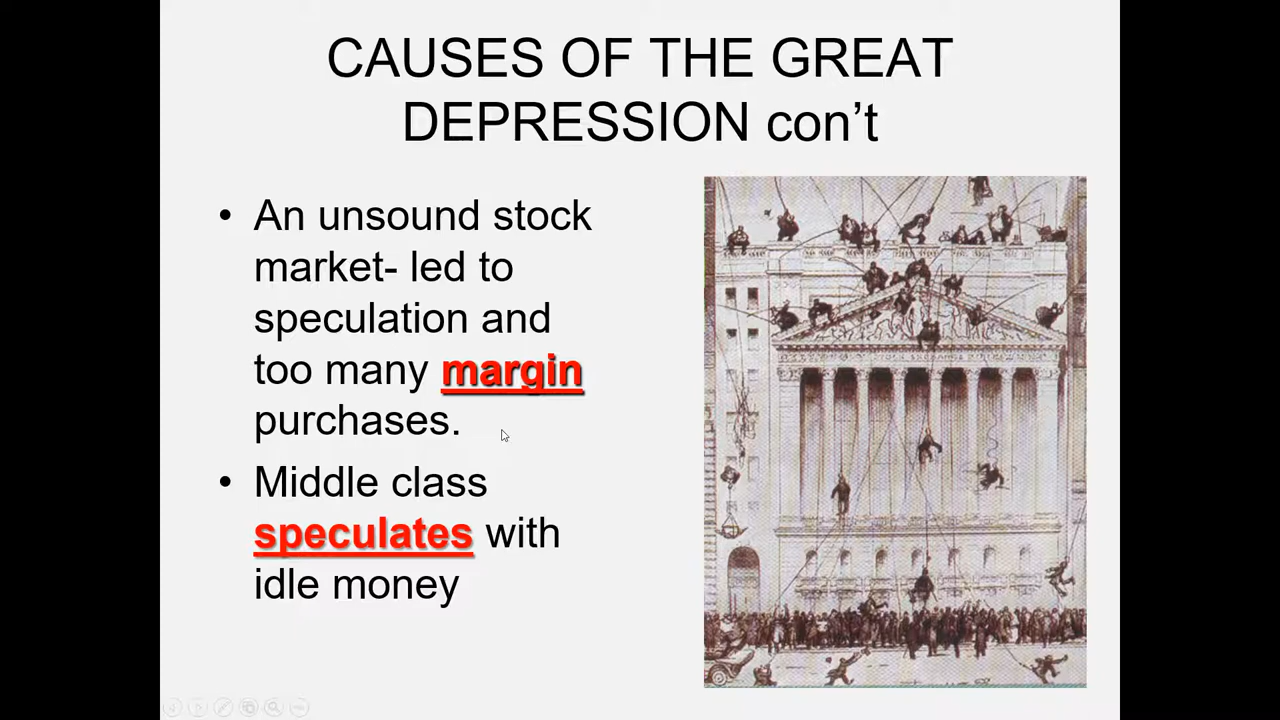 CAUSES OF THE GREAT
DEPRESSION con’t
• An unsound stock
market- led to
speculation and
too many margin
purchases.
• Middle class
speculates with
idle money